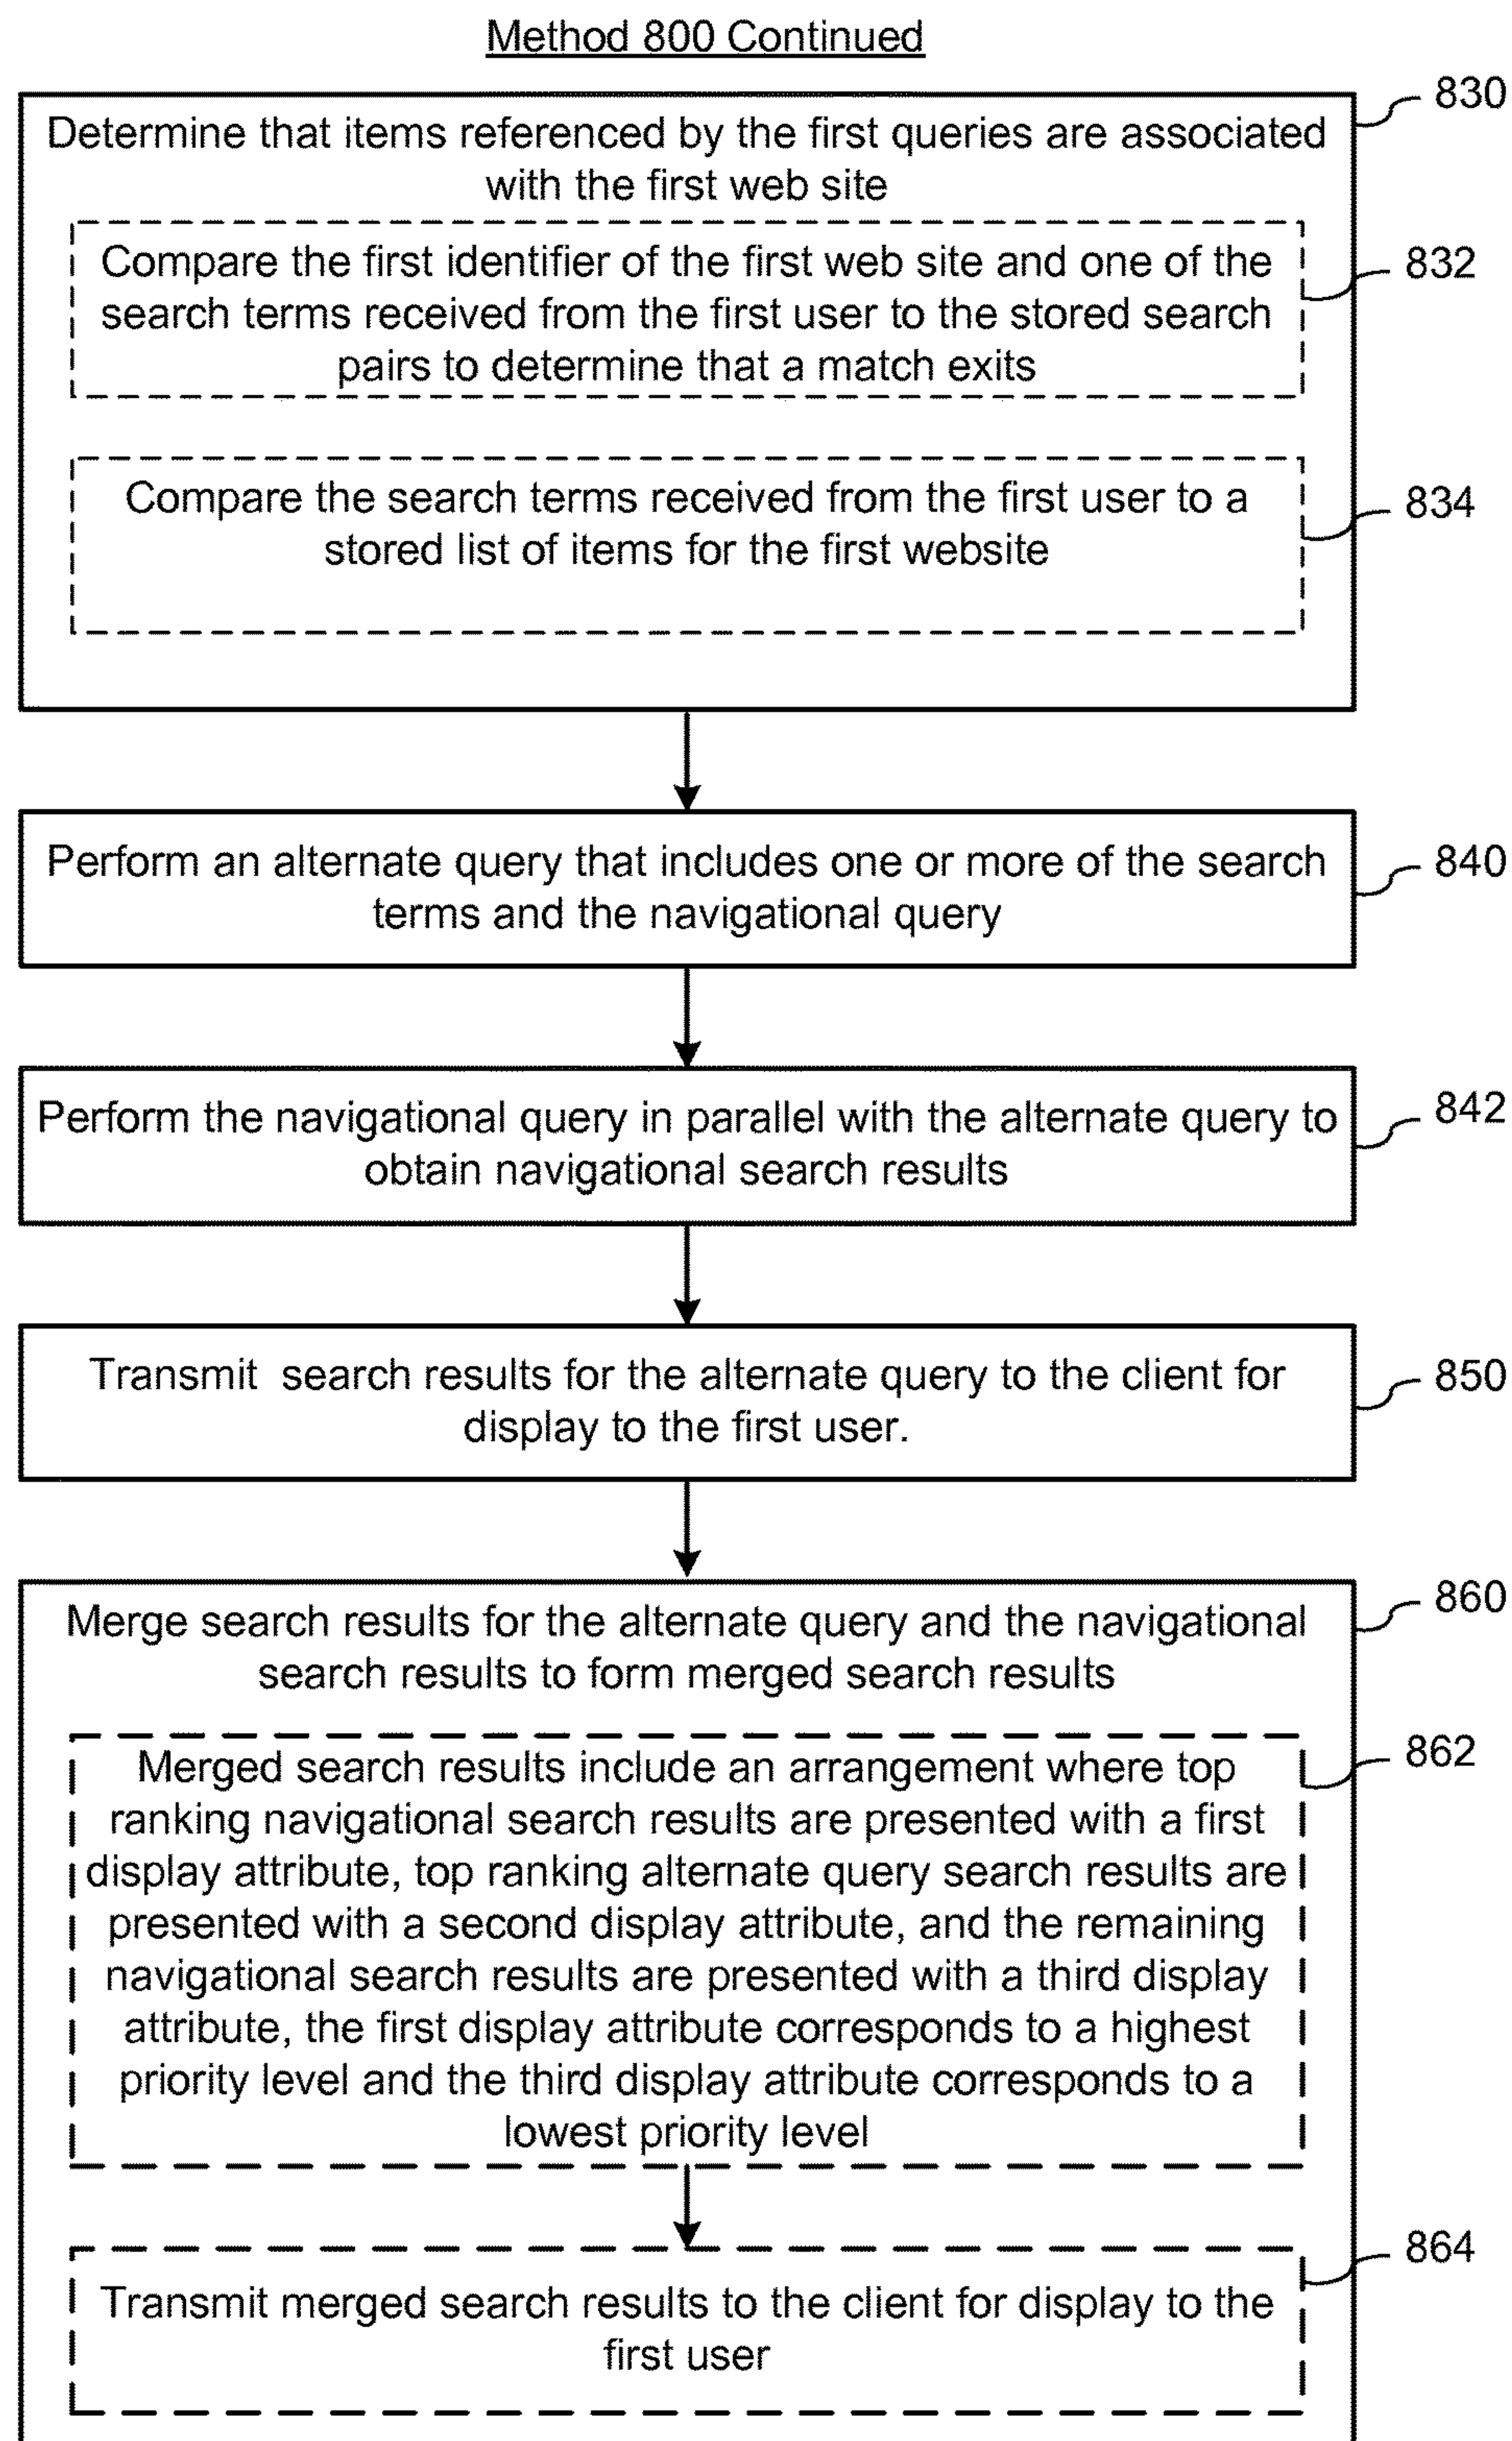 Method 800 Continued
830
Determine that items referenced by the first queries are associated
with the first web site
Compare the first identifier of the first web site and one of the
832
search terms received from the first user to the stored search
pairs to determine that a match exits
Compare the search terms received from the first user to a
834
stored list of items for the first website
Perform an alternate query that includes one or more of the search
840
terms and the navigational query
Perform the navigational query in parallel with the alternate query to
842
obtain navigational search results
Transmit search results for the alternate query to the client for
850
display to the first user.
Merge search results for the alternate query and the navigational
860
search results to form merged search results
Merged search results include an arrangement where top
862
ranking navigational search results are presented with a first
display attribute, top ranking alternate query search results are
presented with a second display attribute, and the remaining
navigational search results are presented with a third display
attribute, the first display attribute corresponds to a highest
priority level and the third display attribute corresponds to a
lowest priority level
864
Transmit merged search results to the client for display to the
first user